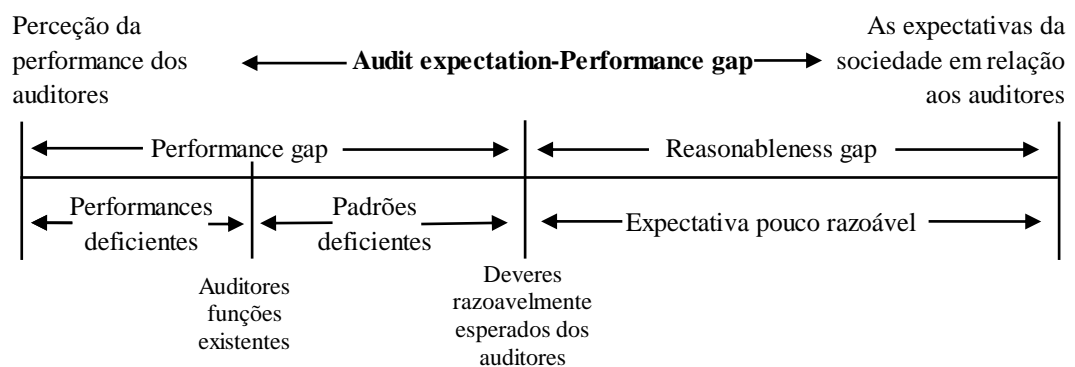 Perceção da
performance dos
auditores
Audit expectation-Performance gap
As expectativas da
sociedade em relação
aos auditores
Performance gap
Reasonableness gap
Performances
deficientes
Padrões
deficientes
Expectativa pouco razoável
Auditores
funções
existentes
Deveres
razoavelmente
esperados dos
auditores